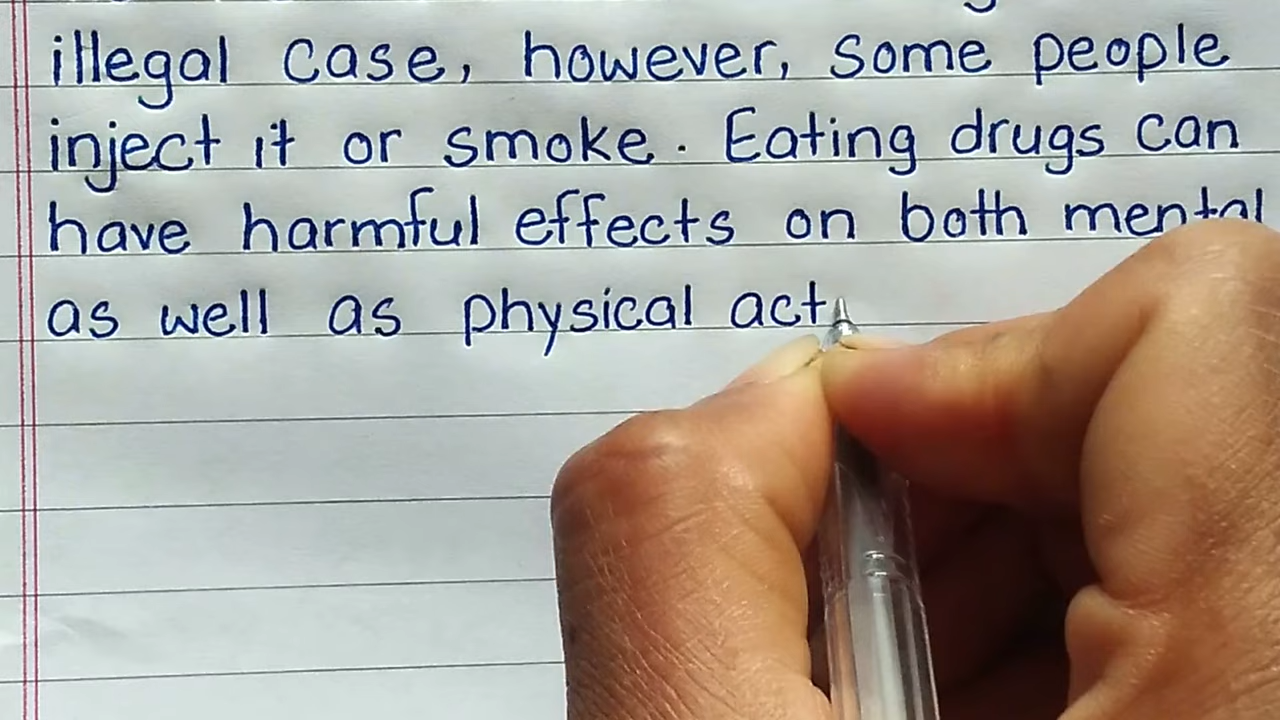 illegal case, however, some people
inject it or smoke. Eating drugs can
have harmful effects on both mental
as well as physical act